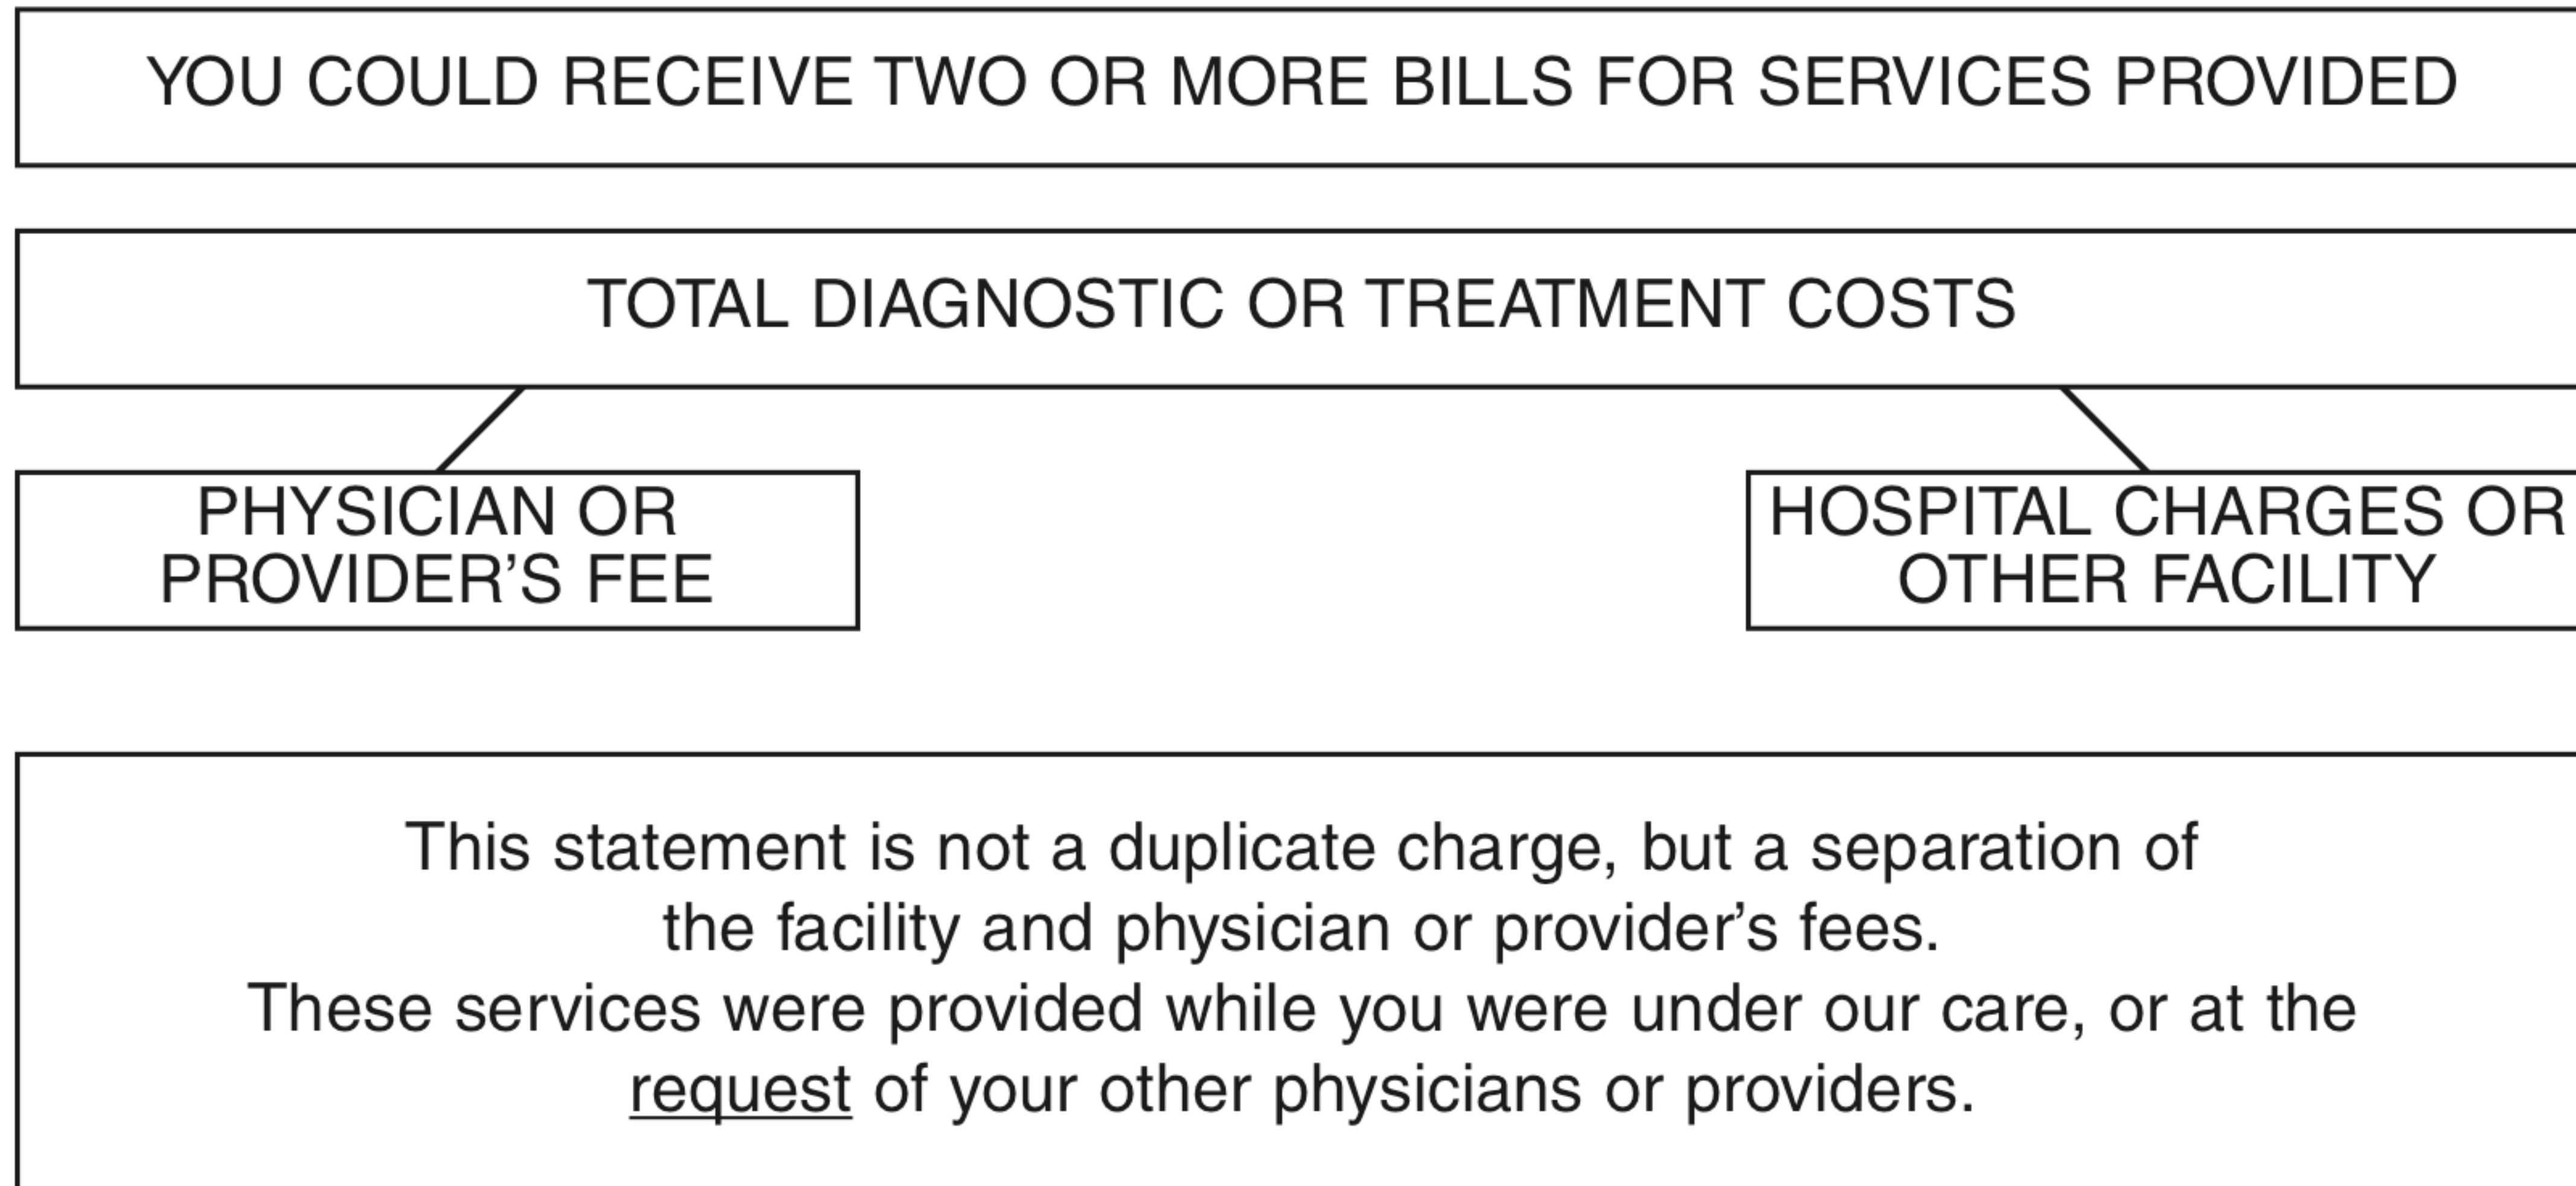 YOU COULD RECEIVE TWO OR MORE BILLS FOR SERVICES PROVIDED
TOTAL DIAGNOSTIC OR TREATMENT COSTS
PHYSICIAN OR
PROVIDER’S FEE
HOSPITAL CHARGES OR
OTHER FACILITY
This statement is not a duplicate charge, but a separation of
the facility and physician or provider’s fees.
These services were provided while you were under our care, or at the
request of your other physicians or providers.